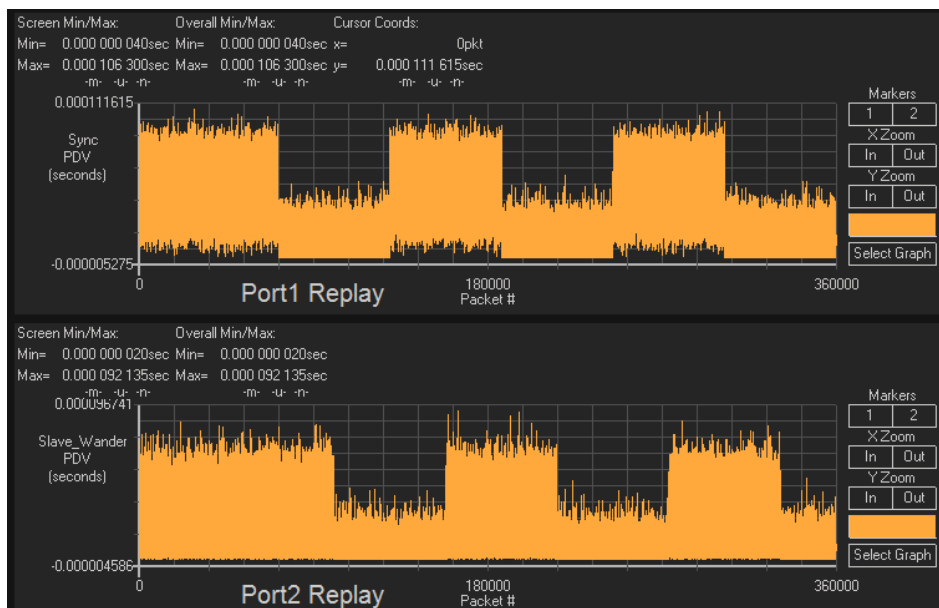 Screen Min/Max: Overall Min/Max: Cursor Coords:
Min= 0.000 000 040sec Min= 0.000 000 040sec x= 0pkt
Max= 0.000 106 300sec Max= 0.000 106 300sec y= 0.000 111 615sec
-m- -u- -n- -m- -u- -n- -m- -u- -n-
0.000111615
Sync
PDV
(seconds)
-0.000005275
0 180000 360000
Port1 Replay
Packet #
Markers
1 2
X Zoom
In Out
Y Zoom
In Out
Select Graph
Screen Min/Max: Overall Min/Max:
Min= 0.000 000 020sec Min= 0.000 000 020sec
Max= 0.000 092 135sec Max= 0.000 092 135sec
-m- -u- -n- -m- -u- -n-
0.000096741
Slave_Wander
PDV
(seconds)
-0.000004586
0 180000 360000
Port2 Replay
Packet #
Markers
1 2
X Zoom
In Out
Y Zoom
In Out
Select Graph